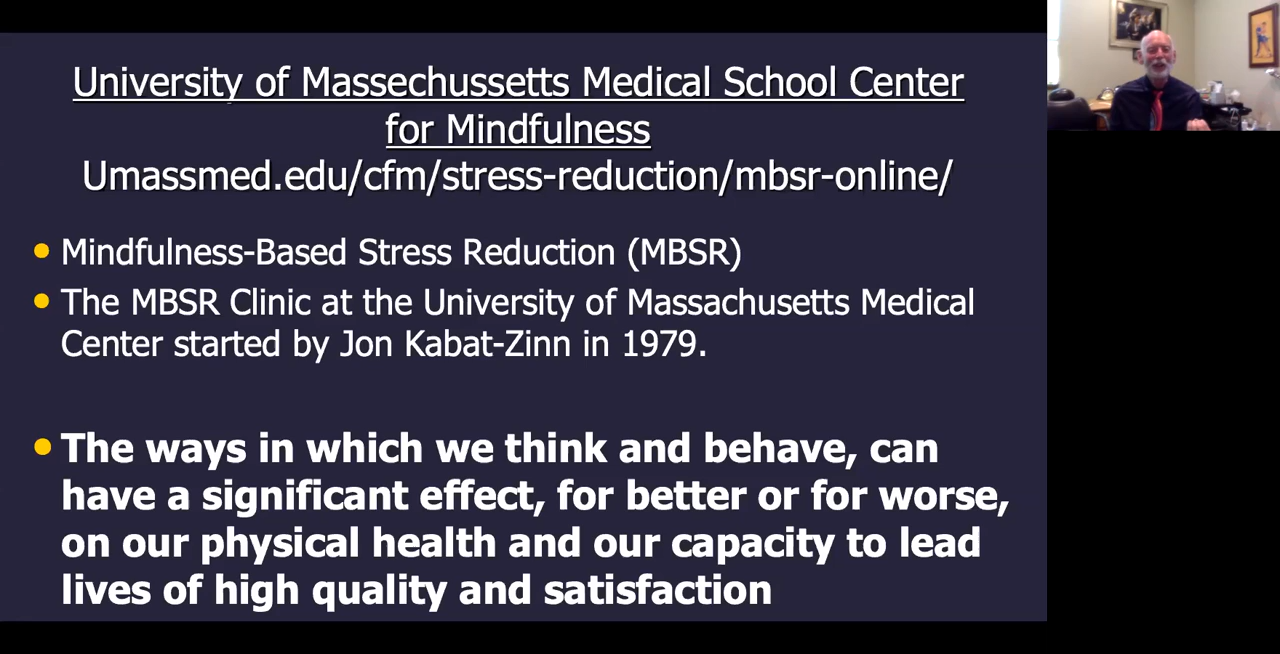 University of Massechussetts Medical School Center
for Mindfulness
Umassmed.edu/cfm/stress-reduction/mbsr-online/
Mindfulness-Based Stress Reduction (MBSR)
The MBSR Clinic at the University of Massachusetts Medical
Center started by Jon Kabat-Zinn in 1979.
The ways in which we think and behave, can
have a significant effect, for better or for worse,
on our physical health and our capacity to lead
lives of high quality and satisfaction